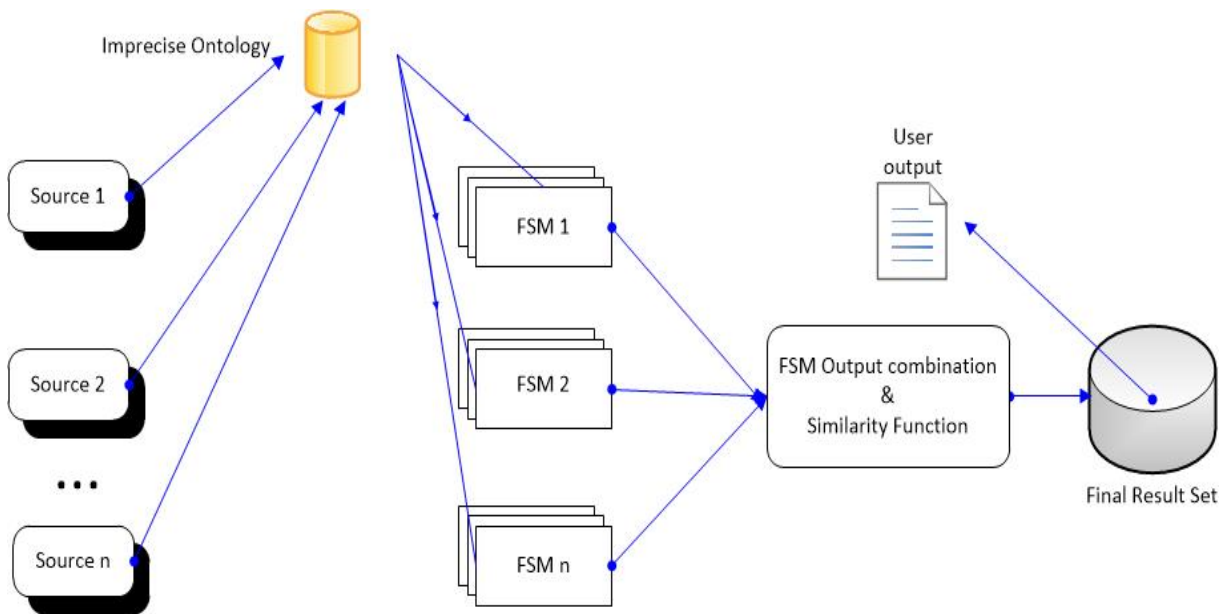 Imprecise Ontology
Source 1
Source 2
...
Source n
FSM 1
FSM 2
FSM n
User
output
FSM Output combination
&
Similarity Function
Final Result Set